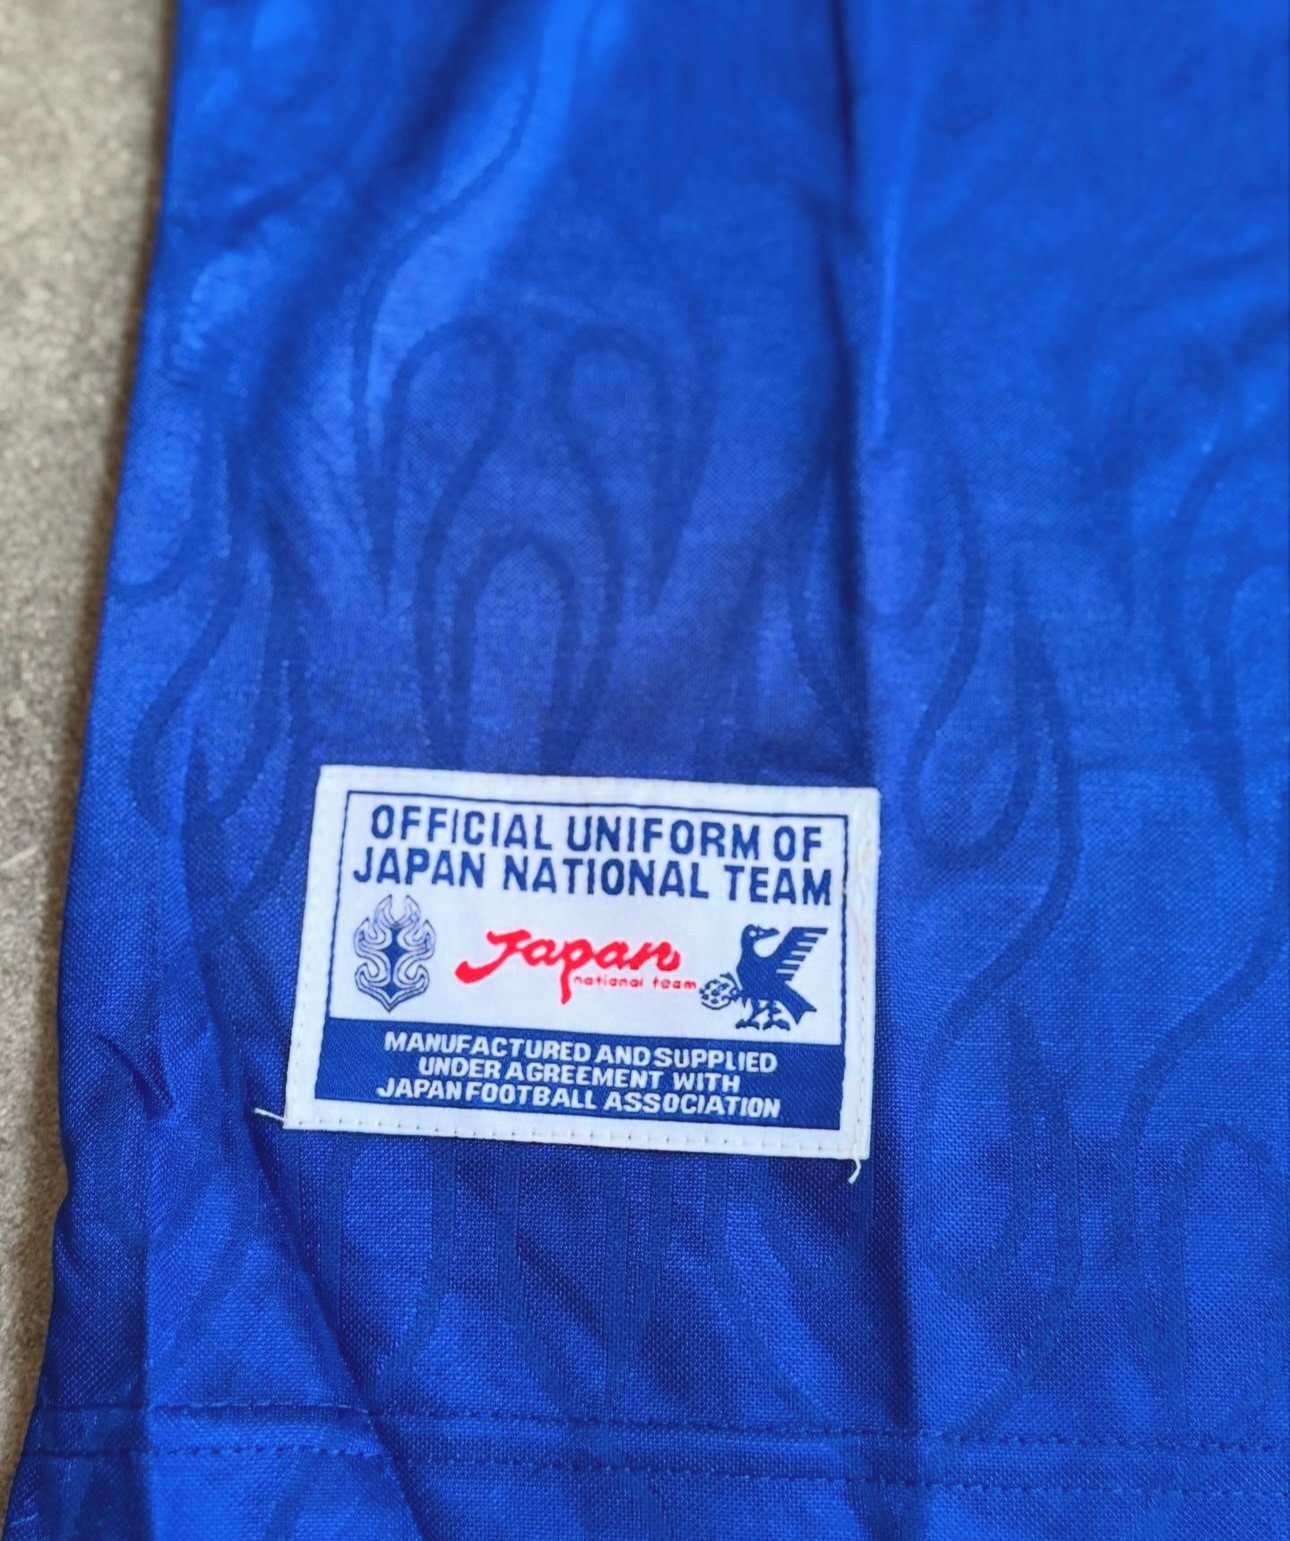 OFFICIAL UNIFORM OF
JAPAN NATIONAL TEAM
Japan
national team
MANUFACTURED AND SUPPLIED
UNDER AGREEMENT WITH
JAPAN FOOTBALL ASSOCIATION